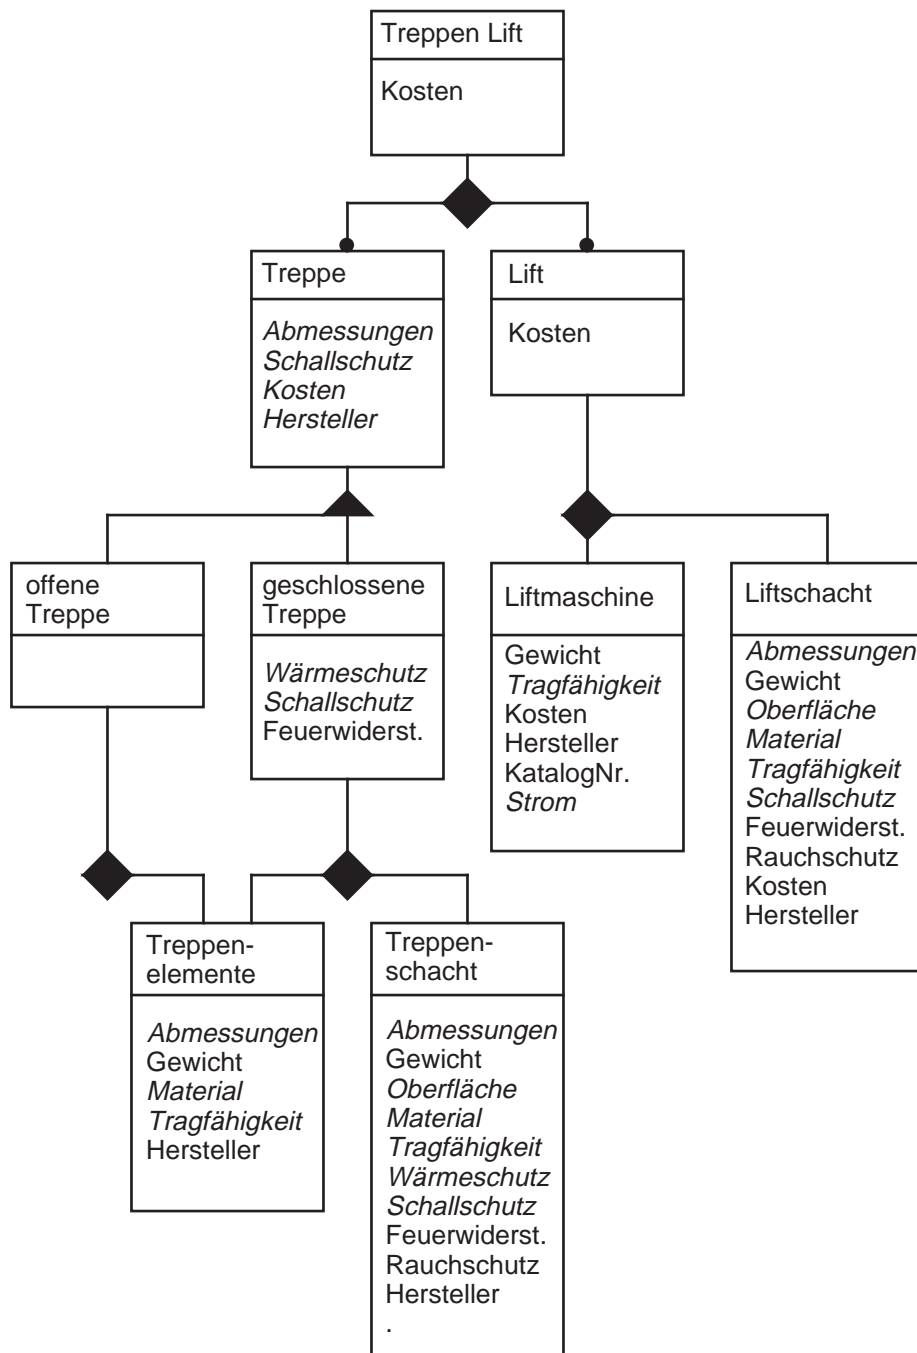 Treppen Lift
Kosten
Treppe
Abmessungen
Schallschutz
Kosten
Hersteller
Lift
Kosten
offene
Treppe
geschlossene
Treppe
Wärmeschutz
Schallschutz
Feuerwiderst.
Liftmaschine
Gewicht
Tragfähigkeit
Kosten
Hersteller
KatalogNr.
Strom
Liftschacht
Abmessungen
Gewicht
Oberfläche
Material
Tragfähigkeit
Schallschutz
Feuerwiderst.
Rauchschutz
Kosten
Hersteller
Treppen-
elemente
Abmessungen
Gewicht
Material
Tragfähigkeit
Hersteller
Treppen-
schacht
Abmessungen
Gewicht
Oberfläche
Material
Tragfähigkeit
Wärmeschutz
Schallschutz
Feuerwiderst.
Rauchschutz
Hersteller
.